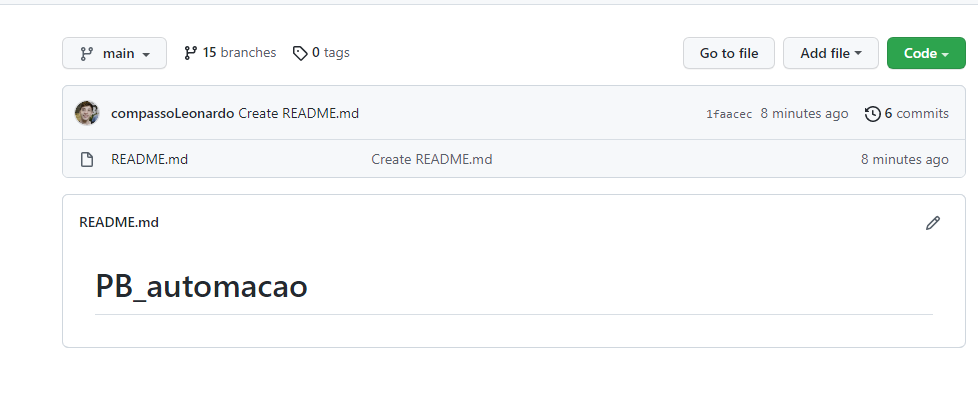 main 15 branches 0 tags Go to file Add file Code
compassoLeonardo Create README.md 1faacec 8 minutes ago 6 commits
README.md Create README.md 8 minutes ago
README.md
PB_automacao